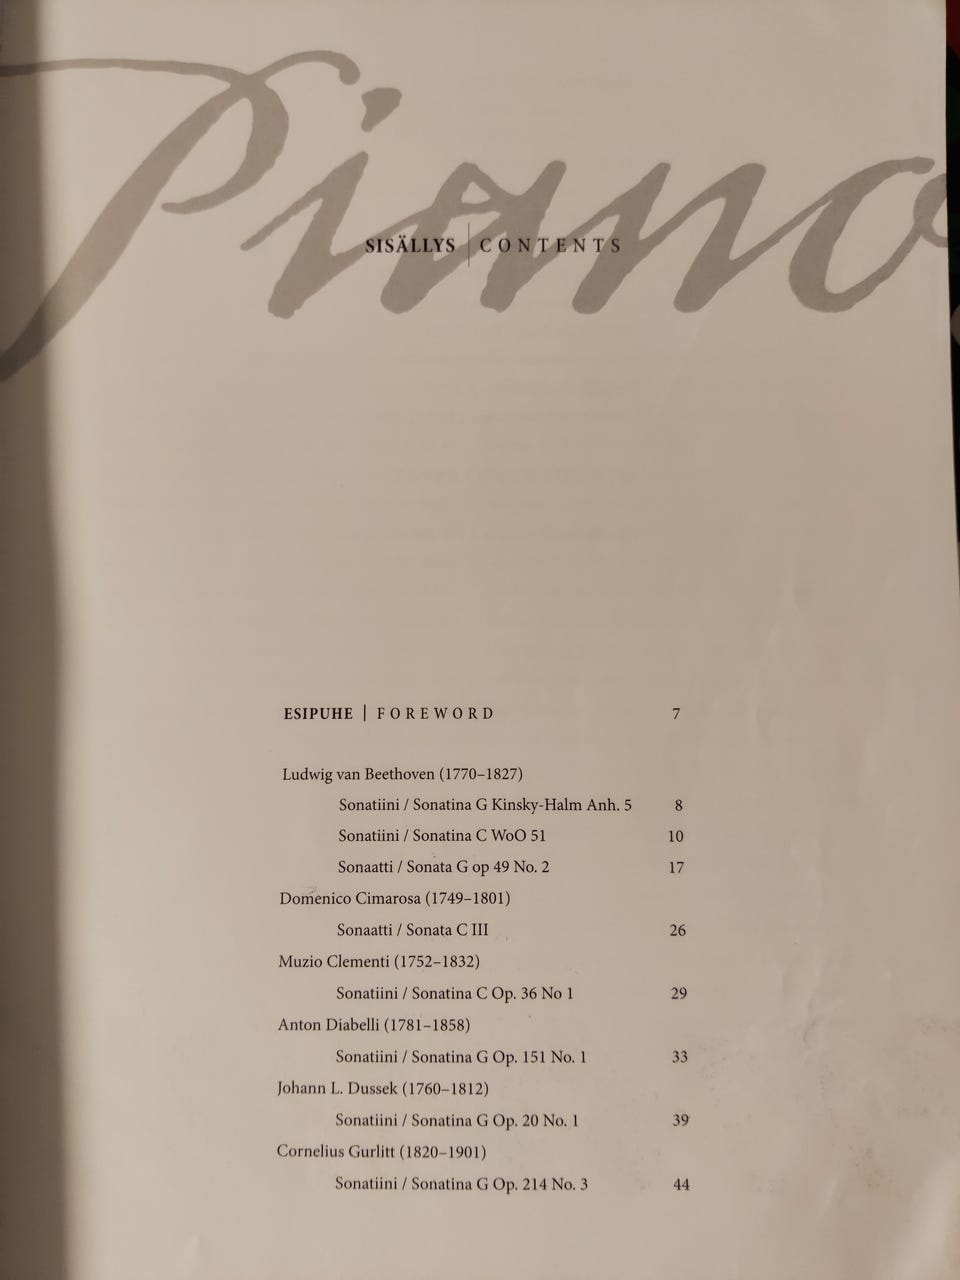 Piano
SISÄLLYS | CONTENTS
ESIPUHE | FOREWORD 7
Ludwig van Beethoven (1770–1827)
Sonatiini / Sonatina G Kinsky-Halm Anh. 5 8
Sonatiini / Sonatina C WoO 51 10
Sonaatti / Sonata G op 49 No. 2 17
Domenico Cimarosa (1749–1801)
Sonaatti / Sonata C III 26
Muzio Clementi (1752–1832)
Sonatiini / Sonatina C Op. 36 No 1 29
Anton Diabelli (1781–1858)
Sonatiini / Sonatina G Op. 151 No. 1 33
Johann L. Dussek (1760–1812)
Sonatiini / Sonatina G Op. 20 No. 1 39
Cornelius Gurlitt (1820–1901)
Sonatiini / Sonatina G Op. 214 No. 3 44